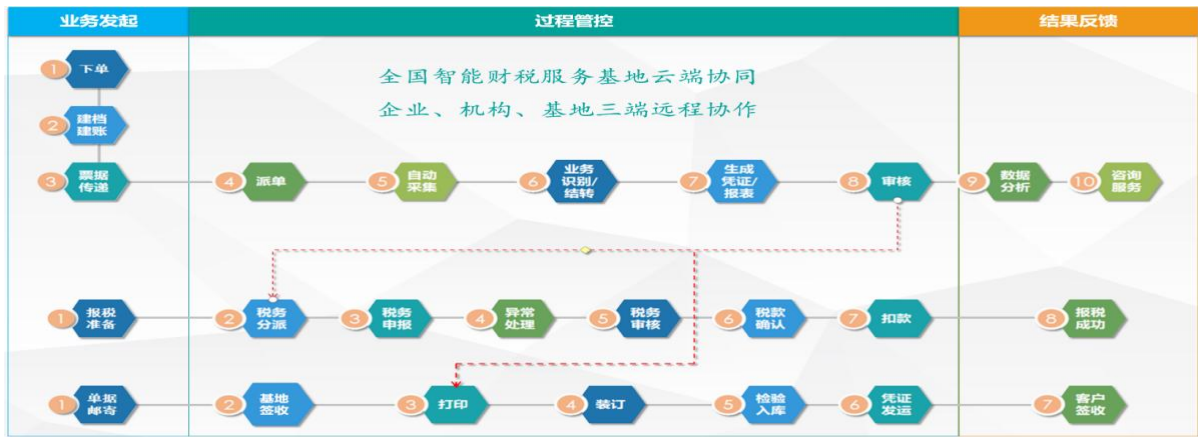 业务发起
过程管控
结果反馈
全国智能财税服务基地云端协同
企业、机构、基地三端远程协作
1
下单
2
建档
建账
3
票据
传递
4
派单
5
自动
采集
6
业务
识别/
结转
7
生成
凭证/
报表
8
审核
9
数据
分析
10
咨询
服务
1
报税
准备
2
税务
分派
3
税务
申报
4
异常
处理
5
税务
审核
6
税款
确认
7
扣款
8
报税
成功
1
单据
邮寄
2
基地
签收
3
打印
4
装订
5
检验
入库
6
凭证
发运
7
客户
签收